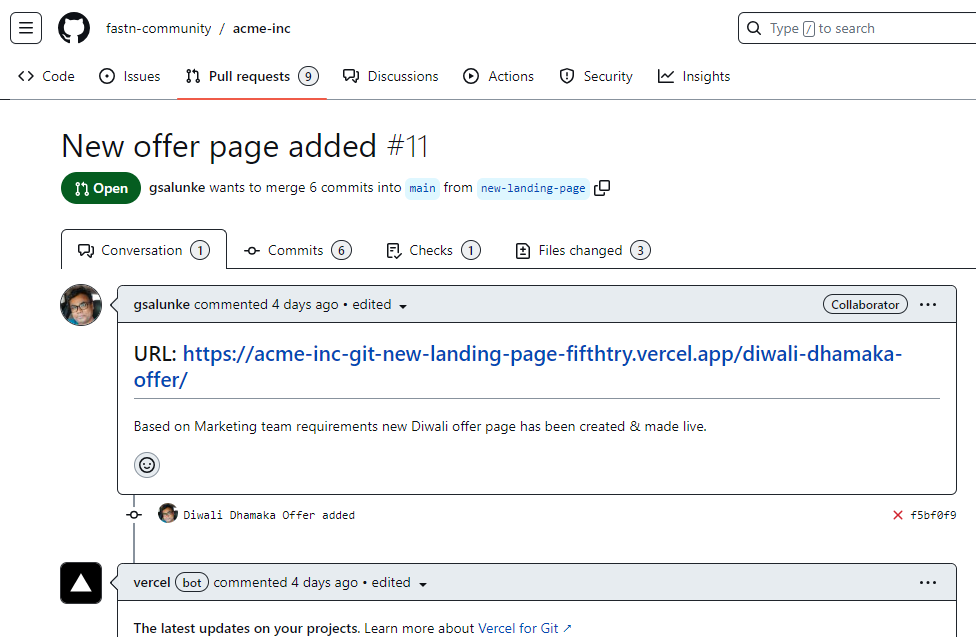 fastn-community / acme-inc
Type / to search
Code Issues Pull requests 9 Discussions Actions Security Insights
New offer page added #11
Open gsalunke wants to merge 6 commits into main from new-landing-page
Conversation 1 Commits 6 Checks 1 Files changed 3
gsalunke commented 4 days ago • edited Collaborator
URL: https://acme-inc-git-new-landing-page-fifthtry.vercel.app/diwali-dhamaka-
offer/
Based on Marketing team requirements new Diwali offer page has been created & made live.
Diwali Dhamaka Offer added f5bf0f9
vercel bot commented 4 days ago • edited
The latest updates on your projects. Learn more about Vercel for Git ↗